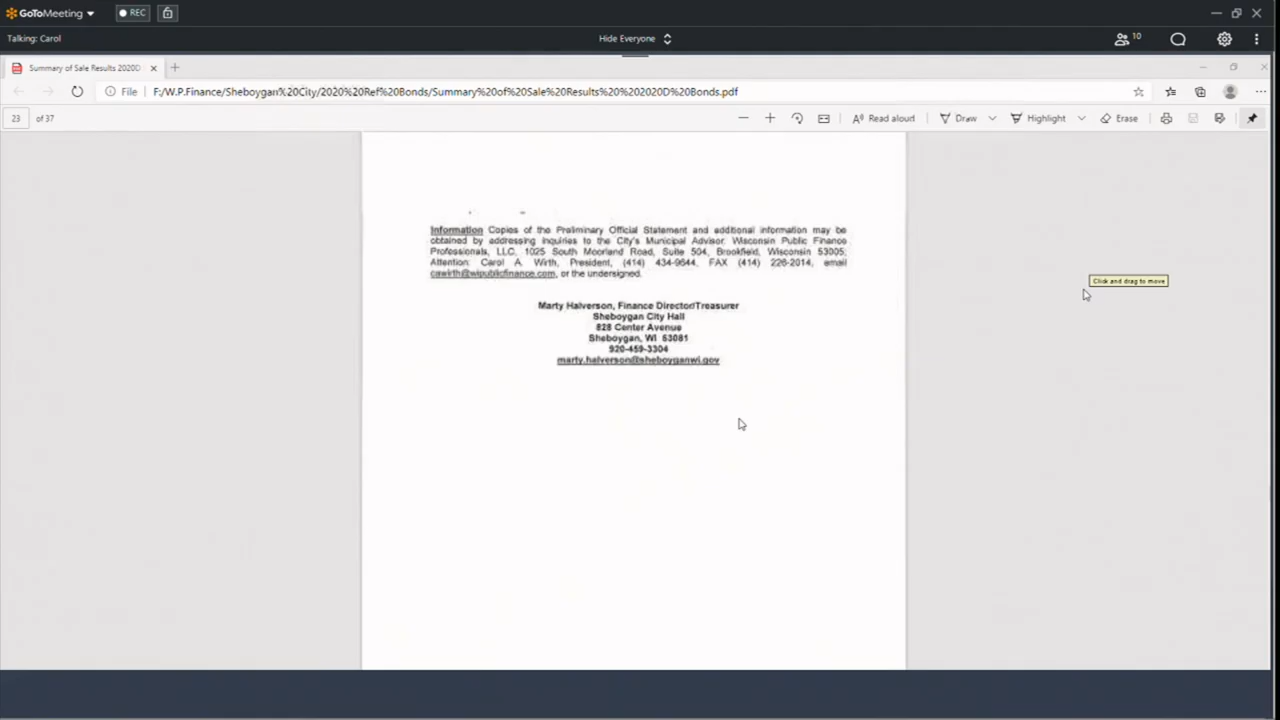 GoToMeeting
REC
Talking: Carol
Hide Everyone
10
Summary of Sale Results 2020D
File F:/W.P.Finance/Sheboygan%20City/2020%20Ref%20Bonds/Summary%20of%20Sale%20Results%20%202020D%20Bonds.pdf
23 of 37
Read aloud
Draw
Highlight
Erase
Information Copies of the Preliminary Official Statement and additional information may be
obtained by addressing inquiries to the City's Municipal Advisor. Wisconsin Public Finance
Professionals, LLC, 1025 South Moorland Road, Suite 504, Brookfield, Wisconsin 53005;
Attention: Carol A. Wirth, President, (414) 434-9644, FAX (414) 226-2014, email
cawirth@wipublicfinance.com, or the undersigned.
Click and drag to move
Marty Halverson, Finance Director/Treasurer
Sheboygan City Hall
828 Center Avenue
Sheboygan, WI 53081
920-459-3304
marty.halverson@sheboyganwi.gov